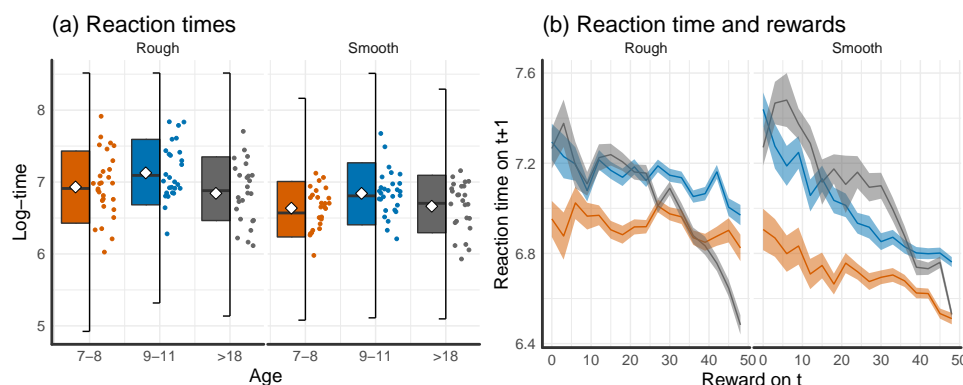 (a) Reaction times
Rough
Smooth
Log−time
8
7
6
5
7−8
9−11
>18
7−8
9−11
>18
Age
(b) Reaction time and rewards
Rough
Smooth
Reaction time on t+1
7.6
7.2
6.8
6.4
0 10 20 30 40 50
0 10 20 30 40 50
Reward on t